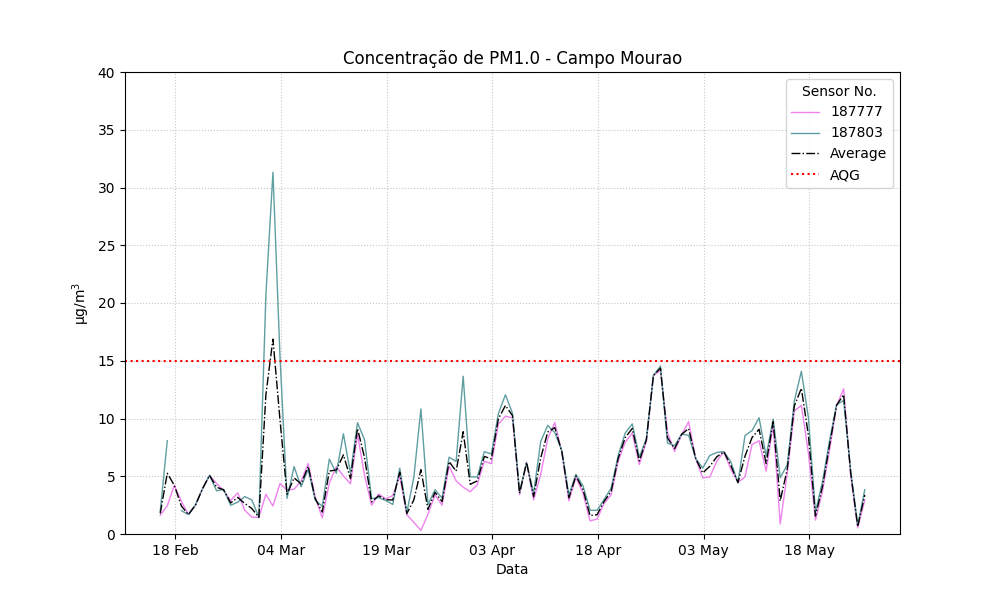 Concentração de PM1.0 - Campo Mourao
40
35
30
25
20
15
10
5
0
µg/m³
Sensor No.
187777
187803
Average
AQG
18 Feb
04 Mar
19 Mar
03 Apr
18 Apr
03 May
18 May
Data